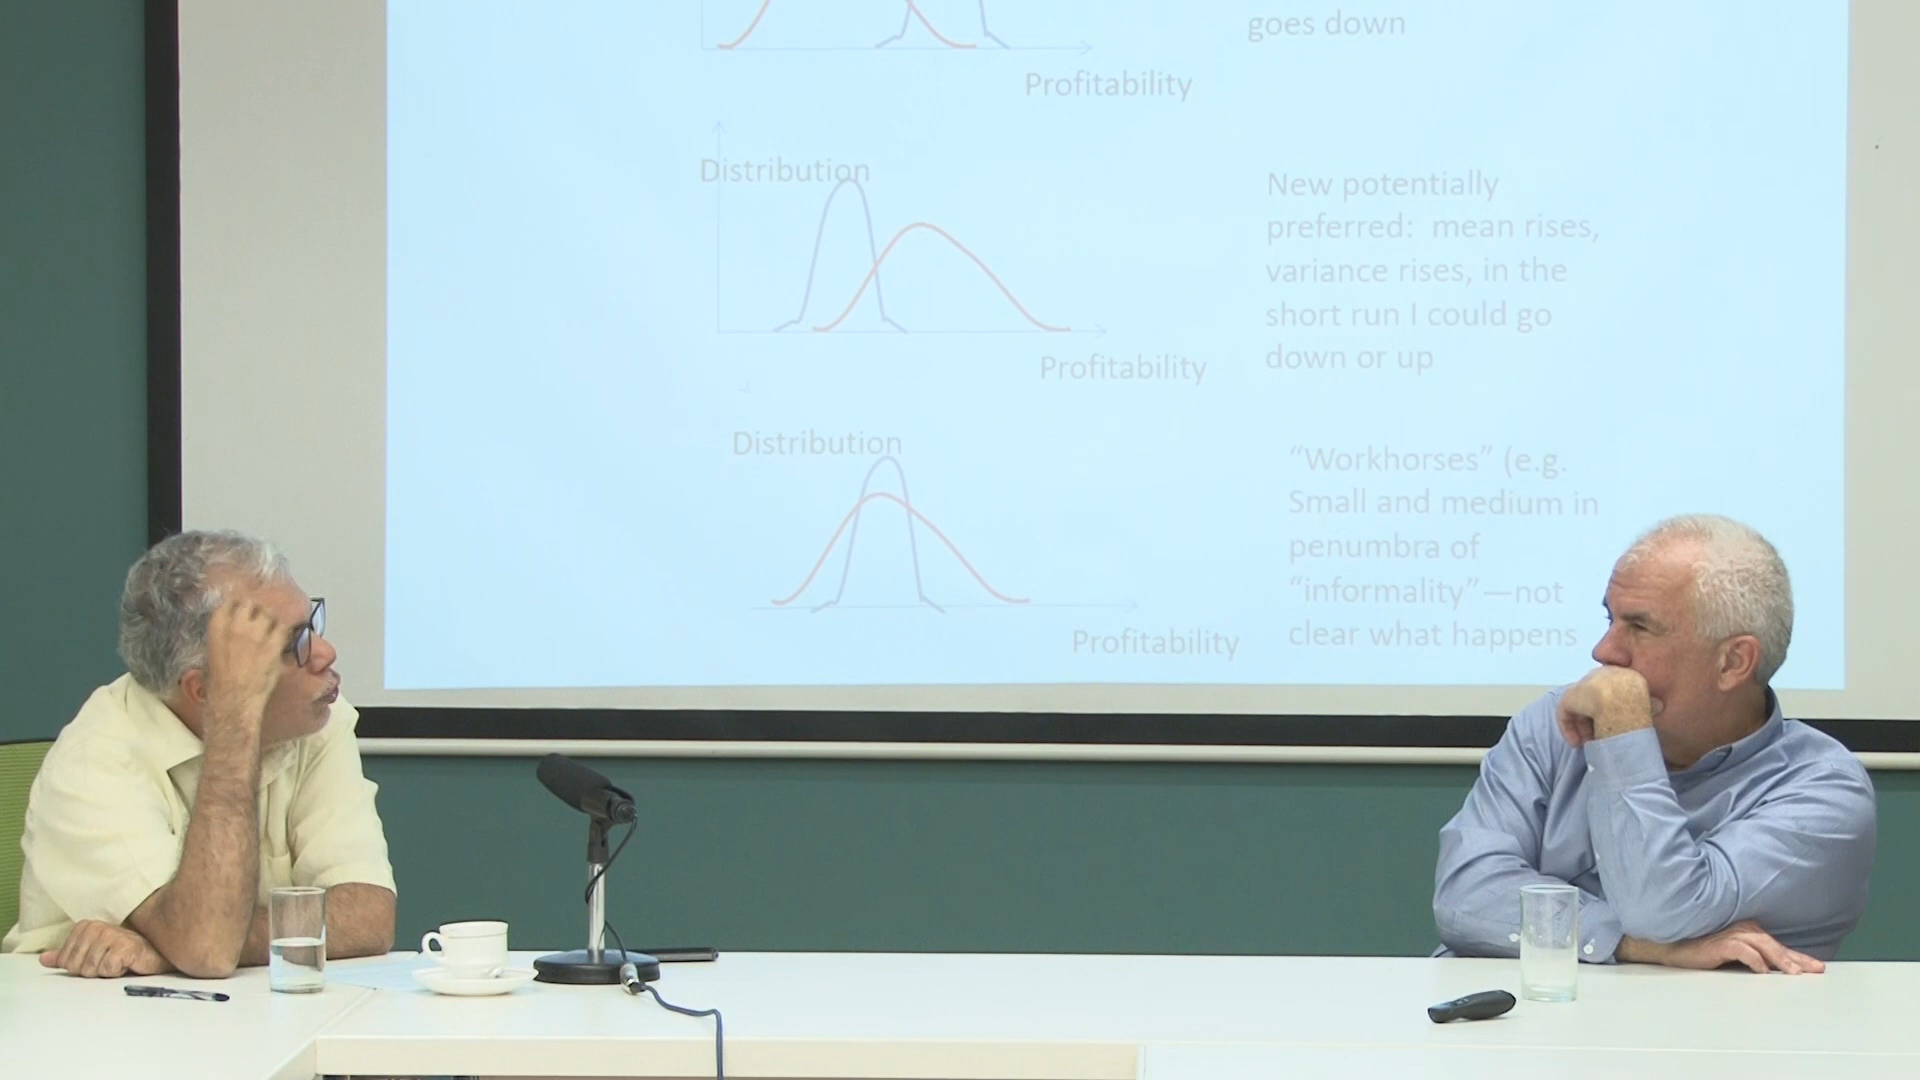 goes down
Profitability
Distribution
New potentially
preferred: mean rises,
variance rises, in the
short run I could go
down or up
Profitability
Distribution
“Workhorses” (e.g.
Small and medium in
penumbra of
“informality”—not
clear what happens
Profitability